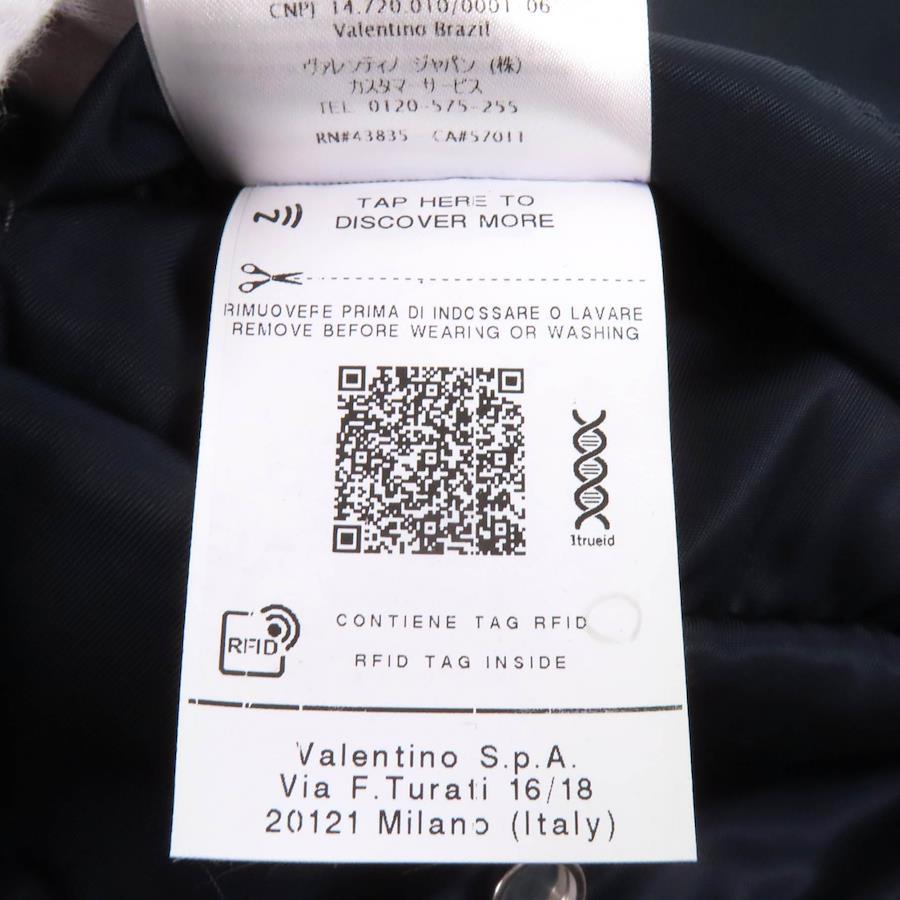 CNPJ 14.720.010/0001 06
Valentino Brazil
ヴァレンティノ ジャパン (株)
カスタマーサービス
TEL 0120-575-255
RN#43835 CA#57011
TAP HERE TO
DISCOVER MORE
RIMUOVERE PRIMA DI INDOSSARE O LAVARE
REMOVE BEFORE WEARING OR WASHING
1trueid
RFID
CONTIENE TAG RFID
RFID TAG INSIDE
Valentino S.p.A.
Via F.Turati 16/18
20121 Milano (Italy)